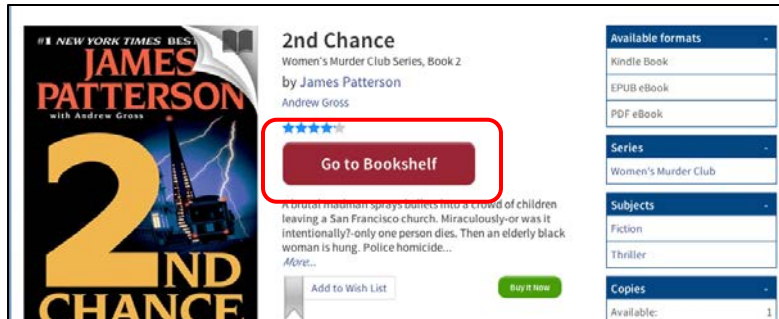 #1 NEW YORK TIMES BEST
JAMES
PATTERSON
with Andrew Gross
2
ND
CHANCE
2nd Chance
Women's Murder Club Series, Book 2
by James Patterson
Andrew Gross
Go to Bookshelf
A brutal madman sprays bullets into a crowd of children
leaving a San Francisco church. Miraculously-or was it
intentionally?-only one person dies. Then an elderly black
woman is hung. Police homicide...
More...
Add to Wish List
Buy it Now
Available formats -
Kindle Book
EPUB eBook
PDF eBook
Series -
Women's Murder Club
Subjects -
Fiction
Thriller
Copies -
Available: 1